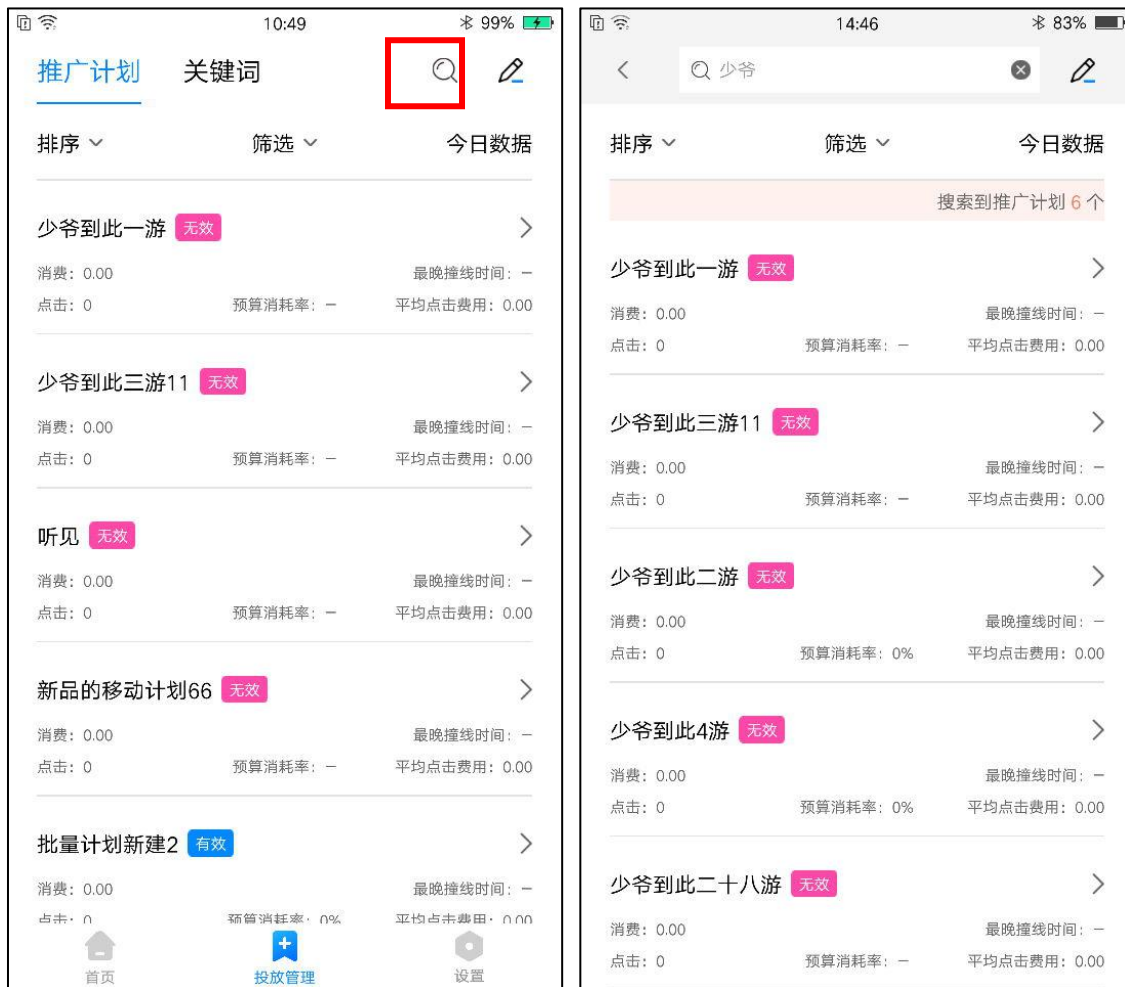 10:49
99%
推广计划 关键词
排序 筛选 今日数据
少爷到此一游 无效
消费：0.00 最晚撞线时间：—
点击：0 预算消耗率：— 平均点击费用：0.00
少爷到此三游11 无效
消费：0.00 最晚撞线时间：—
点击：0 预算消耗率：— 平均点击费用：0.00
听见 无效
消费：0.00 最晚撞线时间：—
点击：0 预算消耗率：— 平均点击费用：0.00
新品的移动计划66 无效
消费：0.00 最晚撞线时间：—
点击：0 预算消耗率：— 平均点击费用：0.00
批量计划新建2 有效
消费：0.00 最晚撞线时间：—
点击：0 预算消耗率：0% 平均点击费用：0.00
首页 投放管理 设置
14:46
83%
少爷
排序 筛选 今日数据
搜索到推广计划 6 个
少爷到此一游 无效
消费：0.00 最晚撞线时间：—
点击：0 预算消耗率：— 平均点击费用：0.00
少爷到此三游11 无效
消费：0.00 最晚撞线时间：—
点击：0 预算消耗率：— 平均点击费用：0.00
少爷到此二游 无效
消费：0.00 最晚撞线时间：—
点击：0 预算消耗率：0% 平均点击费用：0.00
少爷到此4游 无效
消费：0.00 最晚撞线时间：—
点击：0 预算消耗率：0% 平均点击费用：0.00
少爷到此二十八游 无效
消费：0.00 最晚撞线时间：—
点击：0 预算消耗率：— 平均点击费用：0.00